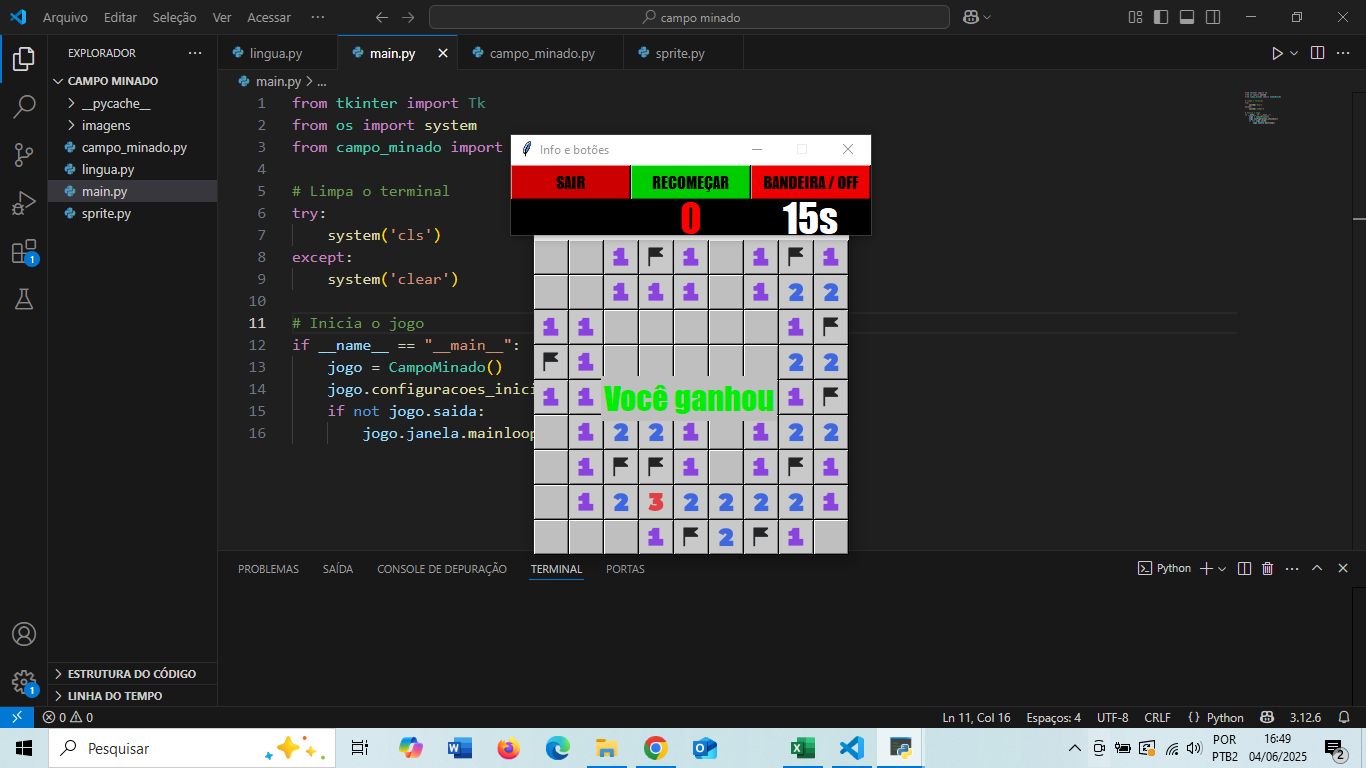 Arquivo Editar Seleção Ver Acessar ··· campo minado
EXPLORADOR ···
lingua.py main.py campo_minado.py sprite.py
CAMPO MINADO
main.py > ...
__pycache__
imagens
campo_minado.py
lingua.py
main.py
sprite.py
1 from tkinter import Tk
2 from os import system
3 from campo_minado import
4
5 # Limpa o terminal
6 try:
7 system('cls')
8 except:
9 system('clear')
10
11 # Inicia o jogo
12 if __name__ == "__main__":
13 jogo = CampoMinado()
14 jogo.configuracoes_inici
15 if not jogo.saida:
16 jogo.janela.mainloop
Info e botões
SAIR RECOMEÇAR BANDEIRA / OFF
0 15s
1 1 1 1
1 1 1 1 2 2
1 1 1
1 2 2
1 1 1
Você ganhou
1 2 2 1 1 2 2
1 1 1 1
1 2 3 2 2 2 2 1
1 2 1
PROBLEMAS SAÍDA CONSOLE DE DEPURAÇÃO TERMINAL PORTAS
Python
ESTRUTURA DO CÓDIGO
LINHA DO TEMPO
1
1
0 0 Ln 11, Col 16 Espaços: 4 UTF-8 CRLF {} Python 3.12.6
Pesquisar
POR
PTB2
16:49
04/06/2025
2